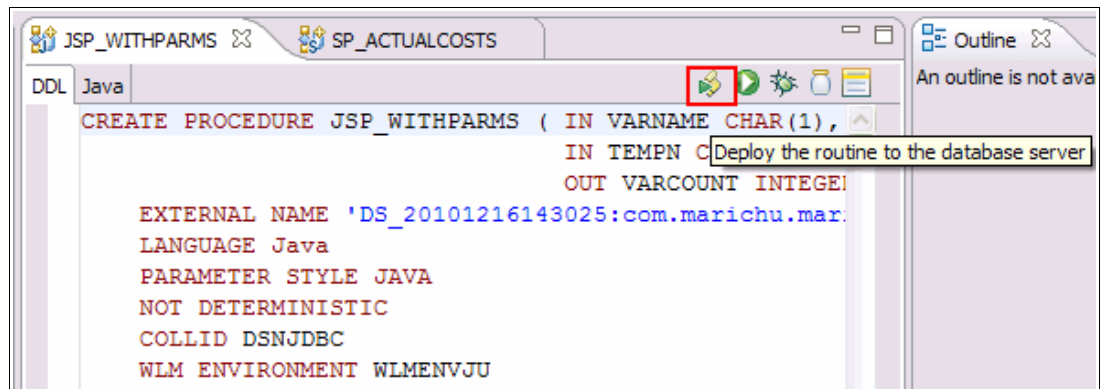 JSP_WITHPARMS SP_ACTUALCOSTS Outline
DDL Java An outline is not ava
CREATE PROCEDURE JSP_WITHPARMS ( IN VARNAME CHAR(1),
IN TEMPN C Deploy the routine to the database server
OUT VARCOUNT INTEGE
EXTERNAL NAME 'DS_20101216143025:com.marichu.mar
LANGUAGE Java
PARAMETER STYLE JAVA
NOT DETERMINISTIC
COLLID DSNJDBC
WLM ENVIRONMENT WLMENVJU